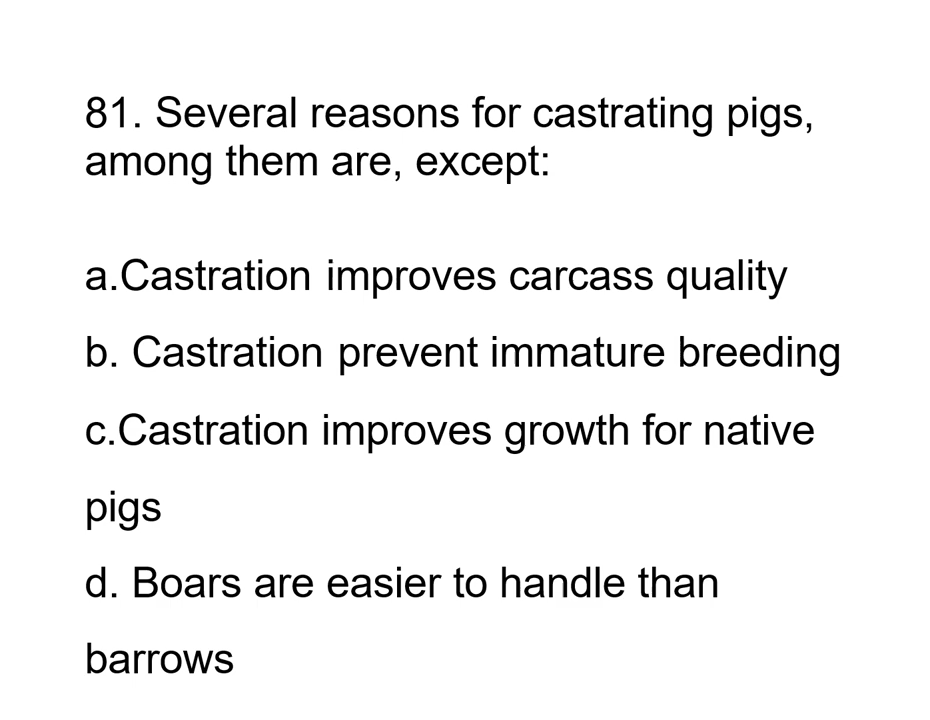 81. Several reasons for castrating pigs,
among them are, except:
a.Castration improves carcass quality
b. Castration prevent immature breeding
c.Castration improves growth for native
pigs
d. Boars are easier to handle than
barrows